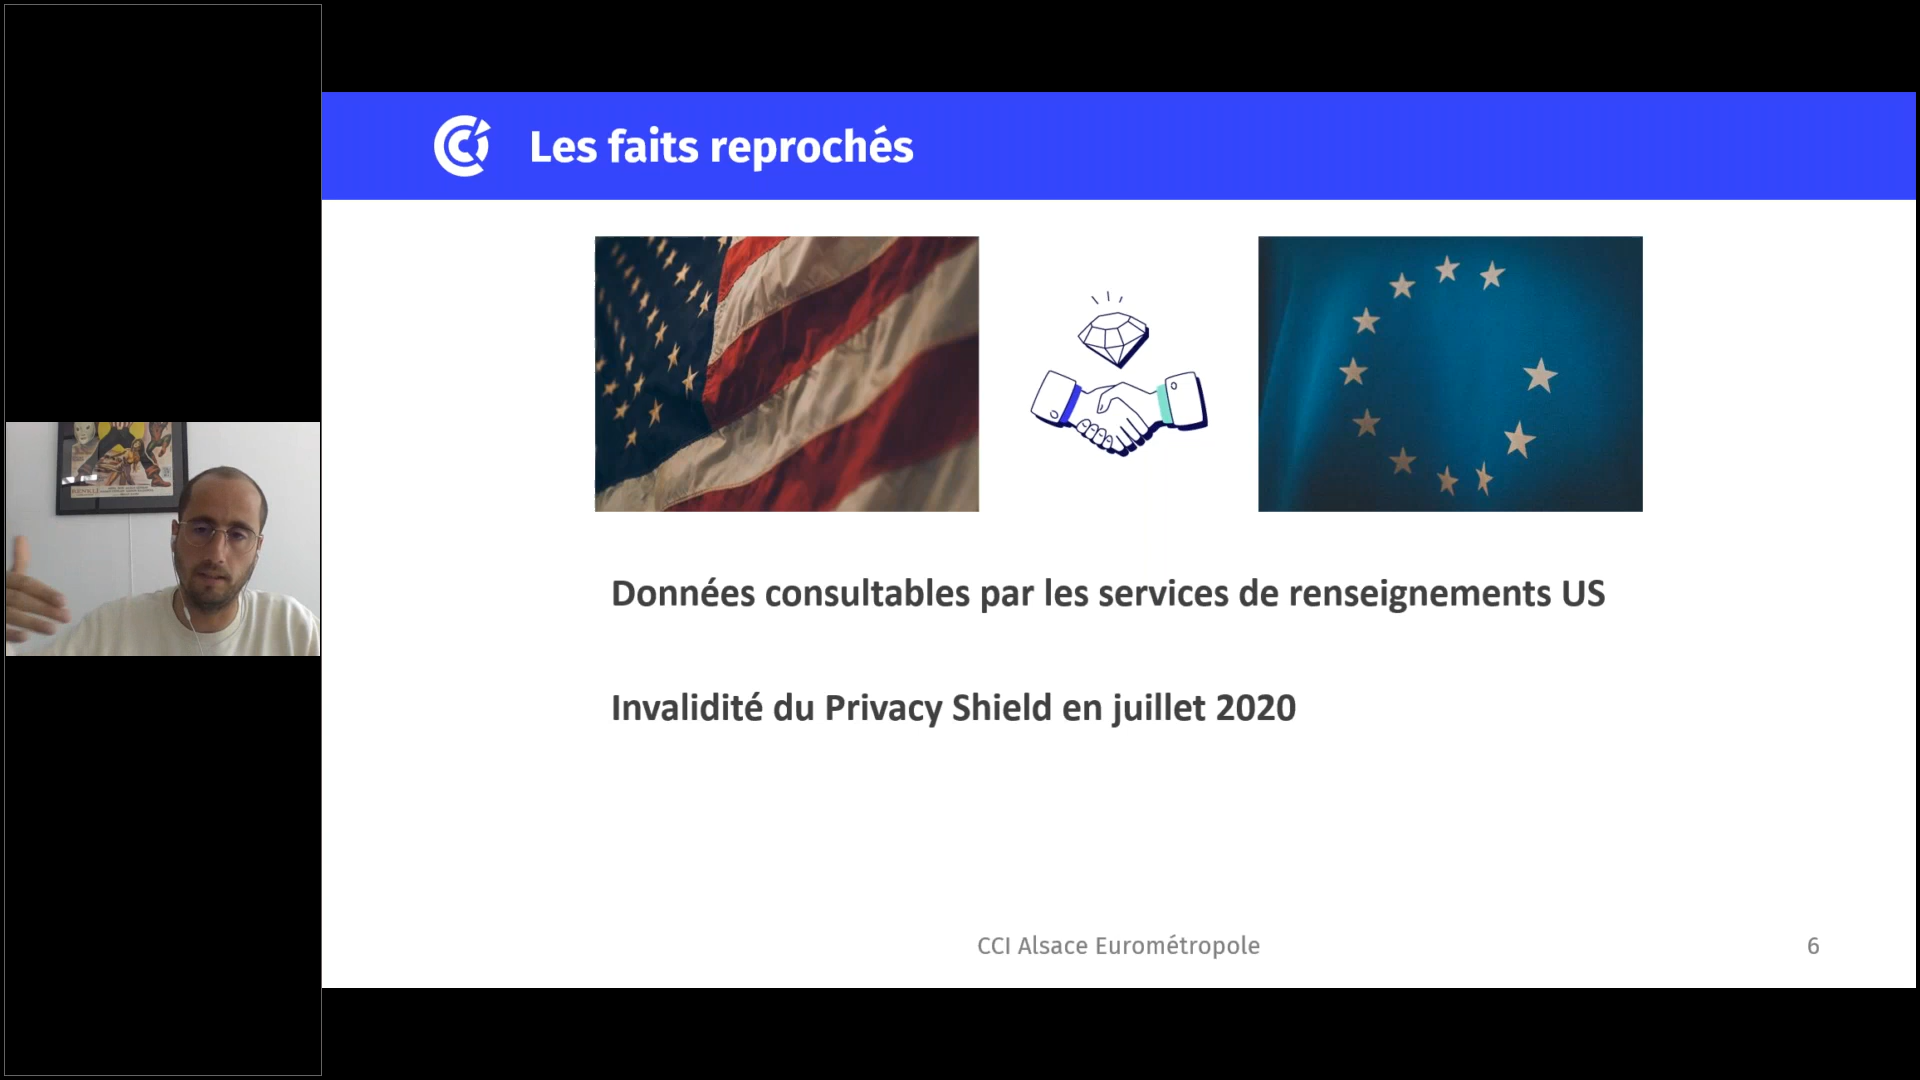 Les faits reprochés
Données consultables par les services de renseignements US
Invalidité du Privacy Shield en juillet 2020
CCI Alsace Eurométropole
6